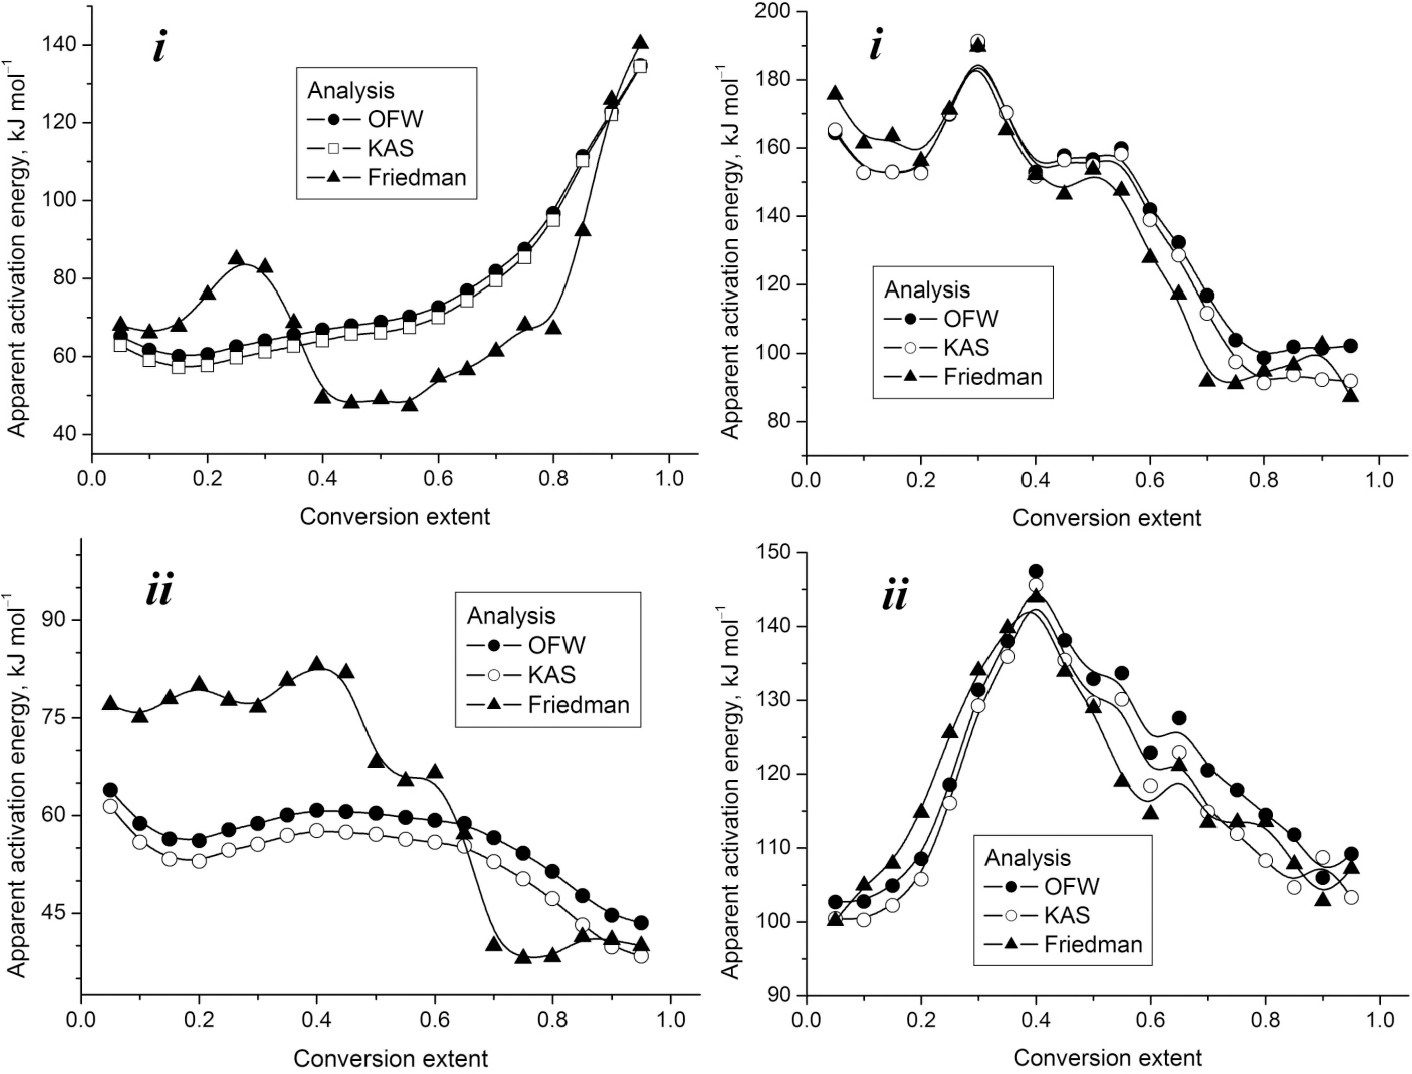 i
Apparent activation energy, kJ mol⁻¹
140
120
100
80
60
40
Analysis
OFW
KAS
Friedman
0.0 0.2 0.4 0.6 0.8 1.0
Conversion extent
i
Apparent activation energy, kJ mol⁻¹
200
180
160
140
120
100
80
Analysis
OFW
KAS
Friedman
0.0 0.2 0.4 0.6 0.8 1.0
Conversion extent
ii
Apparent activation energy, kJ mol⁻¹
90
75
60
45
Analysis
OFW
KAS
Friedman
0.0 0.2 0.4 0.6 0.8 1.0
Conversion extent
ii
Apparent activation energy, kJ mol⁻¹
150
140
130
120
110
100
90
Analysis
OFW
KAS
Friedman
0.0 0.2 0.4 0.6 0.8 1.0
Conversion extent